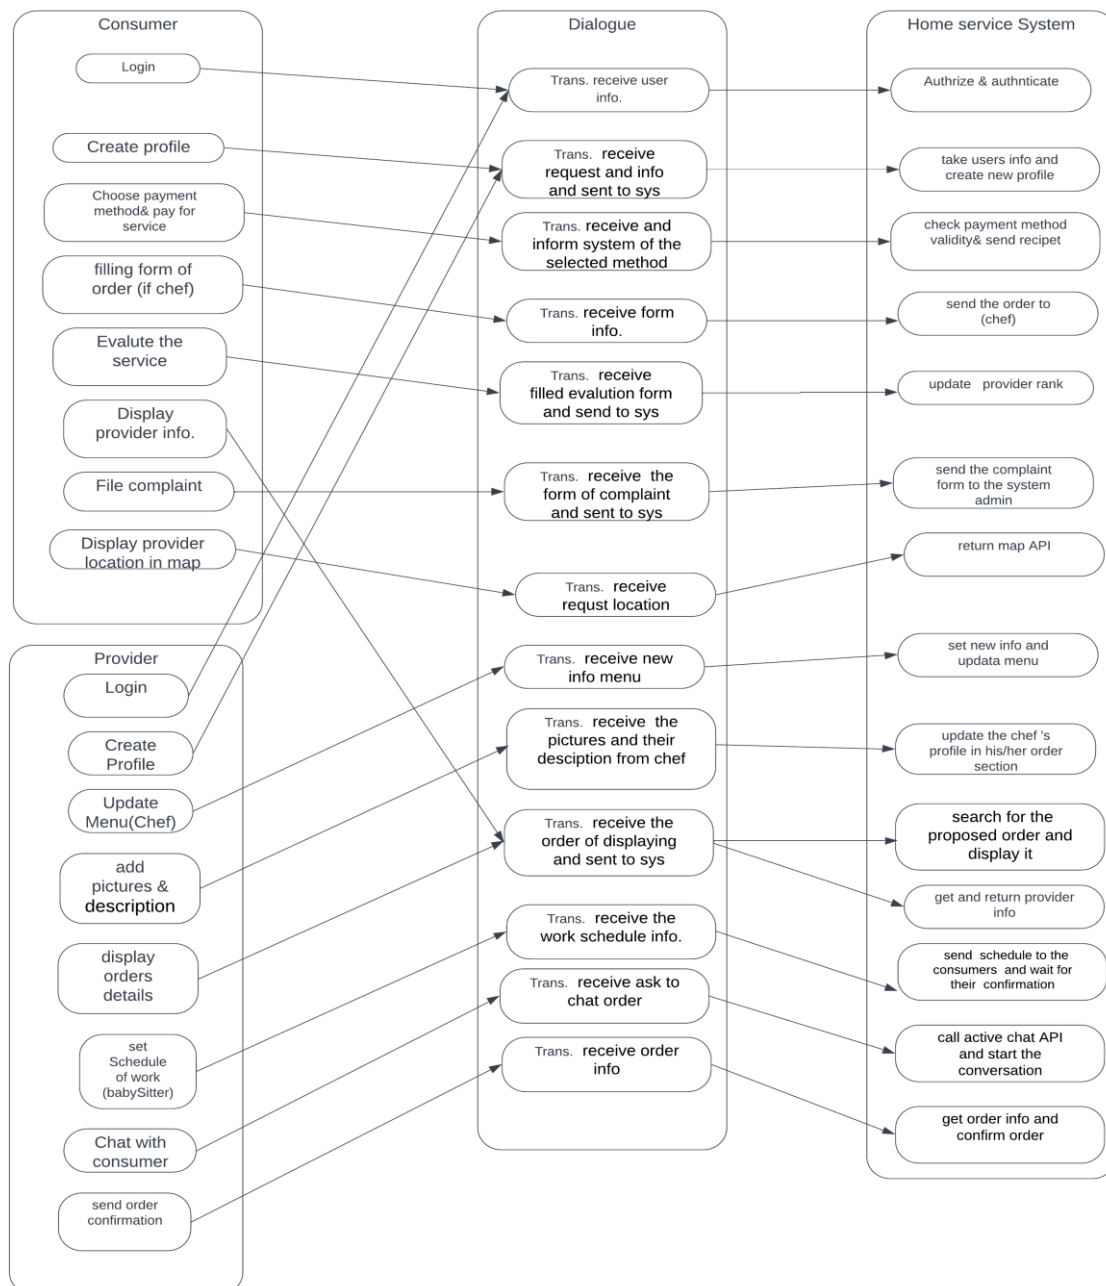 Consumer
Login
Create profile
Choose payment
method& pay for
service
filling form of
order (if chef)
Evalute the
service
Display
provider info.
File complaint
Display provider
location in map
Provider
Login
Create
Profile
Update
Menu(Chef)
add
pictures &
description
display
orders
details
set
Schedule
of work
(babySitter)
Chat with
consumer
send order
confirmation
Dialogue
Trans. receive user
info.
Trans. receive
request and info
and sent to sys
Trans. receive and
inform system of the
selected method
Trans. receive form
info.
Trans. receive
filled evalution form
and send to sys
Trans. receive the
form of complaint
and sent to sys
Trans. receive
requst location
Trans. receive new
info menu
Trans. receive the
pictures and their
desciption from chef
Trans. receive the
order of displaying
and sent to sys
Trans. receive the
work schedule info.
Trans. receive ask to
chat order
Trans. receive order
info
Home service System
Authrize & authnticate
take users info and
create new profile
check payment method
validity& send recipet
send the order to
(chef)
update provider rank
send the complaint
form to the system
admin
return map API
set new info and
updata menu
update the chef 's
profile in his/her order
section
search for the
proposed order and
display it
get and return provider
info
send schedule to the
consumers and wait for
their confirmation
call active chat API
and start the
conversation
get order info and
confirm order